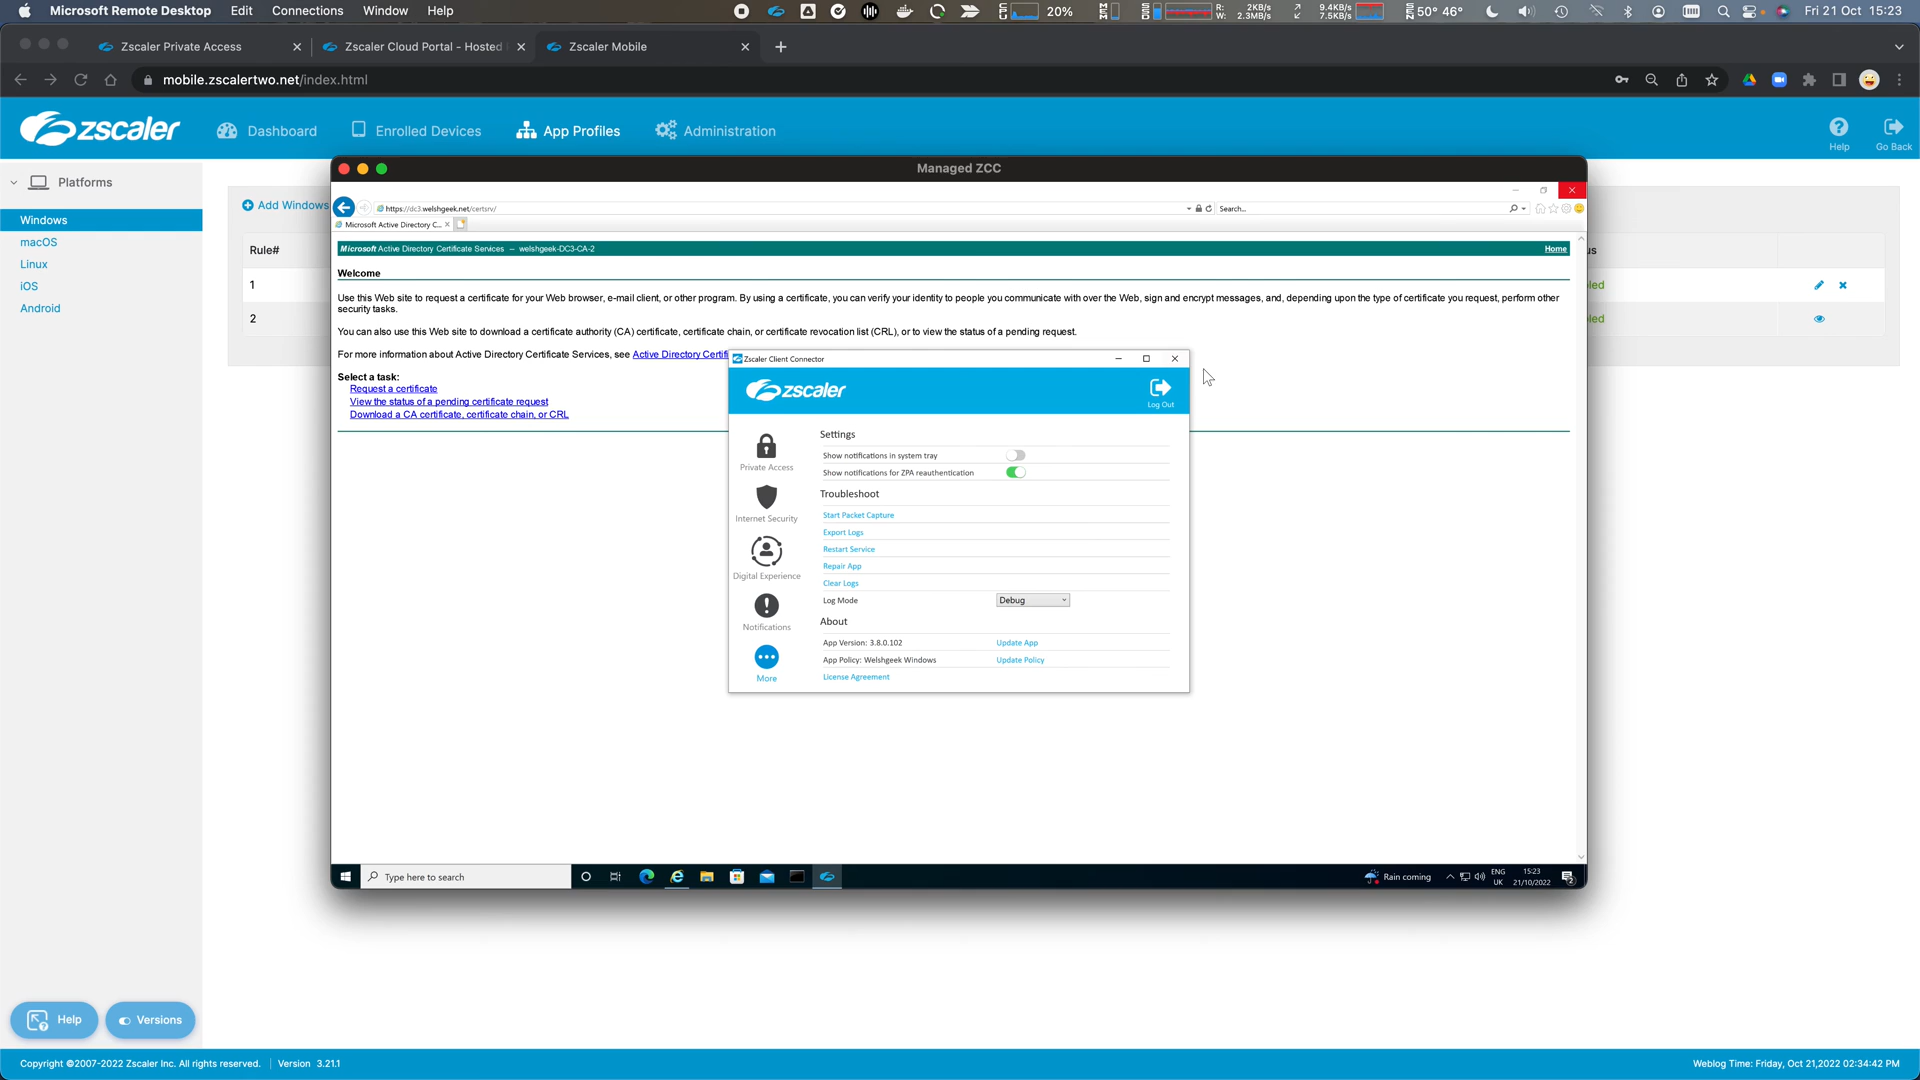 Microsoft Remote Desktop Edit Connections Window Help 20% R: 2KB/s W: 2.3MB/s 9.4KB/s 7.5KB/s 50° 46° Fri 21 Oct 15:23
Zscaler Private Access Zscaler Cloud Portal - Hosted Zscaler Mobile
mobile.zscalertwo.net/index.html
zscaler Dashboard Enrolled Devices App Profiles Administration Help Go Back
Managed ZCC
Platforms
Windows
macOS
Linux
iOS
Android
Add Windows
Rule#
us
1
led
2
led
https://dc3.welshgeek.net/certsrv/ Search...
Microsoft Active Directory C...
Microsoft Active Directory Certificate Services -- welshgeek-DC3-CA-2 Home
Welcome
Use this Web site to request a certificate for your Web browser, e-mail client, or other program. By using a certificate, you can verify your identity to people you communicate with over the Web, sign and encrypt messages, and, depending upon the type of certificate you request, perform other
security tasks.
You can also use this Web site to download a certificate authority (CA) certificate, certificate chain, or certificate revocation list (CRL), or to view the status of a pending request.
For more information about Active Directory Certificate Services, see Active Directory Certifi
Select a task:
Request a certificate
View the status of a pending certificate request
Download a CA certificate, certificate chain, or CRL
Zscaler Client Connector
zscaler Log Out
Private Access
Internet Security
Digital Experience
Notifications
More
Settings
Show notifications in system tray
Show notifications for ZPA reauthentication
Troubleshoot
Start Packet Capture
Export Logs
Restart Service
Repair App
Clear Logs
Log Mode Debug
About
App Version: 3.8.0.102 Update App
App Policy: Welshgeek Windows Update Policy
License Agreement
Type here to search Rain coming ENG UK 15:23 21/10/2022 2
Help Versions
Copyright ©2007-2022 Zscaler Inc. All rights reserved. | Version 3.21.1 Weblog Time: Friday, Oct 21,2022 02:34:42 PM